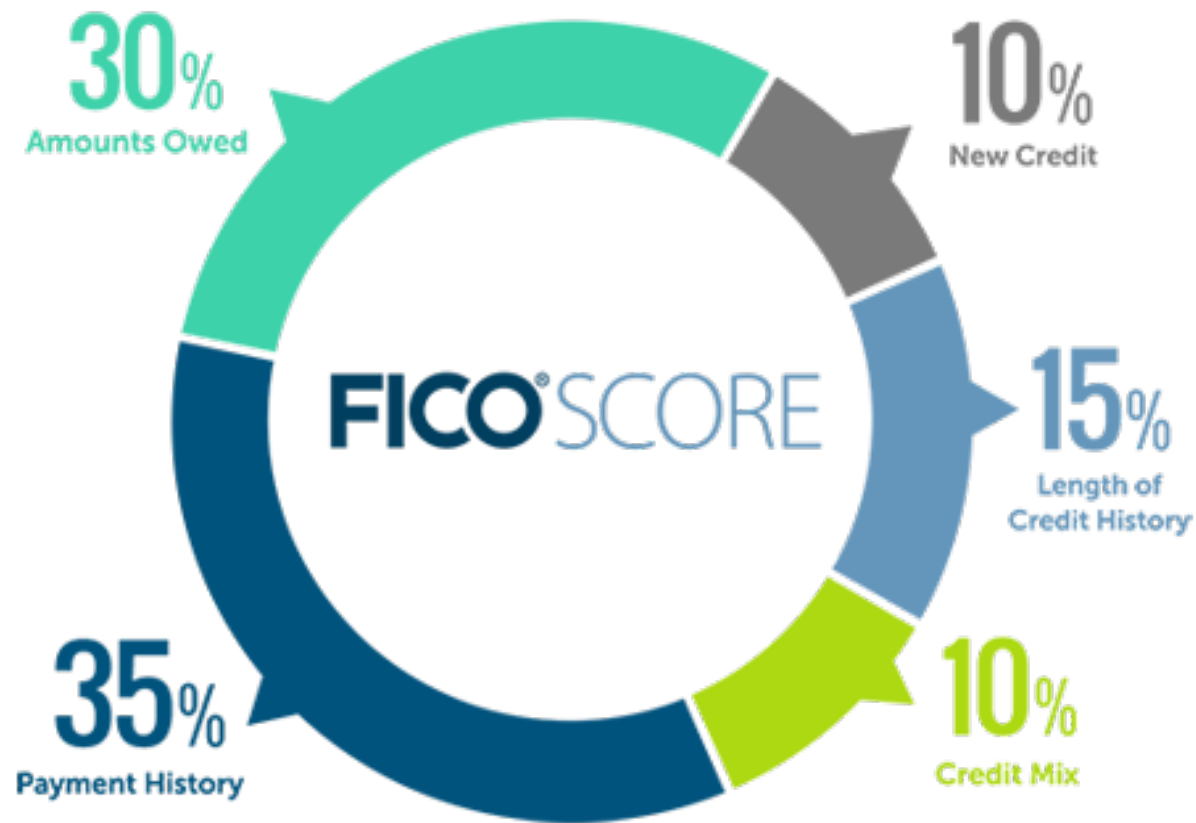 30%
Amounts Owed
10%
New Credit
FICO® SCORE
15%
Length of
Credit History
35%
Payment History
10%
Credit Mix